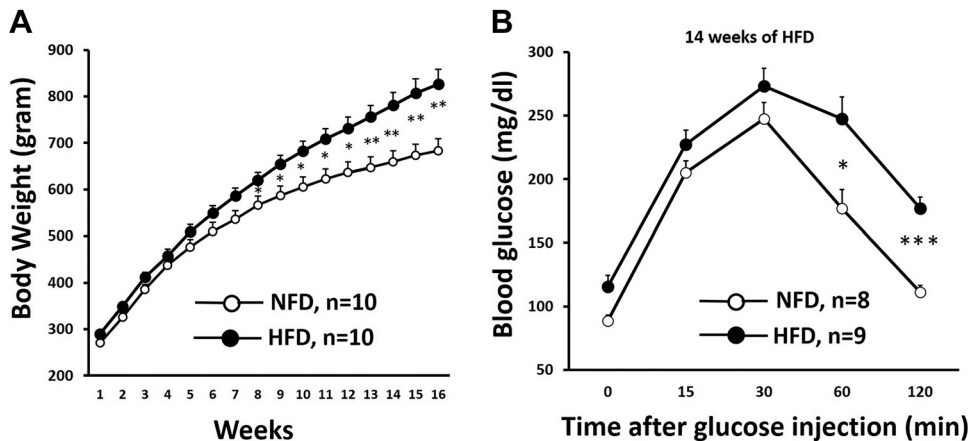 A
Body Weight (gram)
900
800
700
600
500
400
300
200
*
*
*
*
*
**
**
**
**
NFD, n=10
HFD, n=10
1 2 3 4 5 6 7 8 9 10 11 12 13 14 15 16
Weeks
B
14 weeks of HFD
Blood glucose (mg/dl)
300
250
200
150
100
50
*
***
NFD, n=8
HFD, n=9
0 15 30 60 120
Time after glucose injection (min)